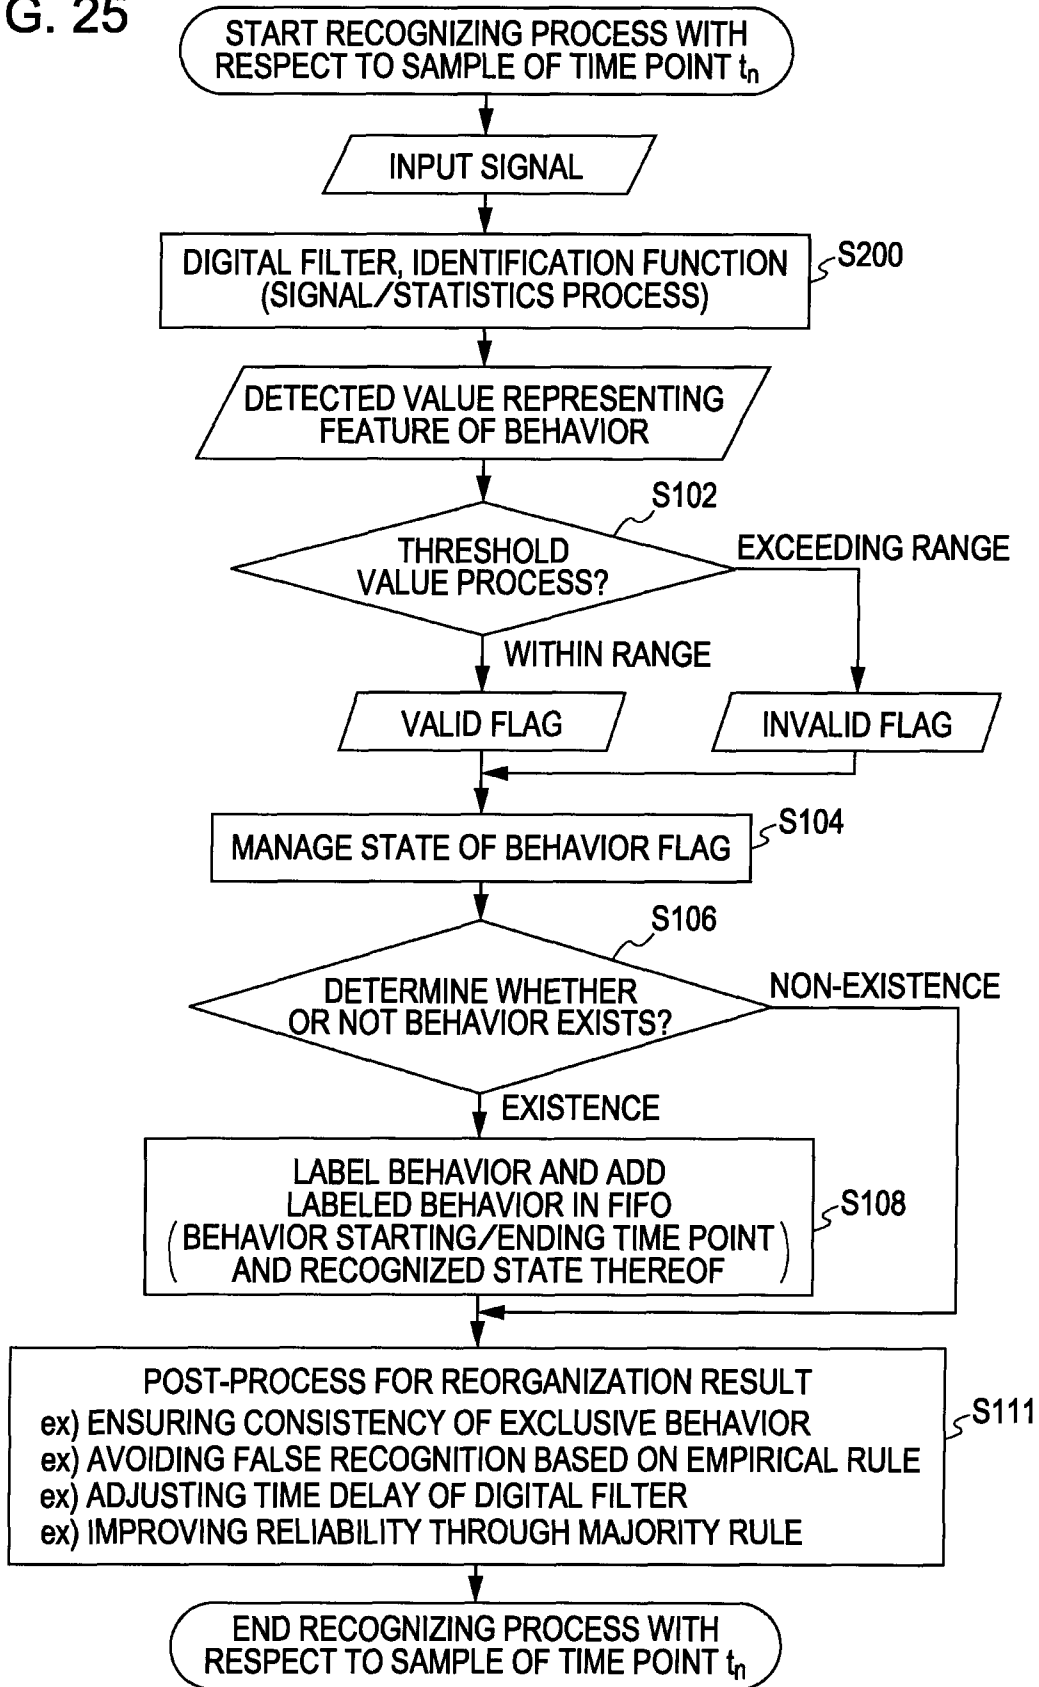 G. 25
START RECOGNIZING PROCESS WITH
RESPECT TO SAMPLE OF TIME POINT tn
INPUT SIGNAL
DIGITAL FILTER, IDENTIFICATION FUNCTION
(SIGNAL/STATISTICS PROCESS)
S200
DETECTED VALUE REPRESENTING
FEATURE OF BEHAVIOR
S102
THRESHOLD
VALUE PROCESS?
EXCEEDING RANGE
WITHIN RANGE
VALID FLAG
INVALID FLAG
MANAGE STATE OF BEHAVIOR FLAG
S104
S106
DETERMINE WHETHER
OR NOT BEHAVIOR EXISTS?
NON-EXISTENCE
EXISTENCE
LABEL BEHAVIOR AND ADD
LABELED BEHAVIOR IN FIFO
(BEHAVIOR STARTING/ENDING TIME POINT
AND RECOGNIZED STATE THEREOF)
S108
POST-PROCESS FOR REORGANIZATION RESULT
ex) ENSURING CONSISTENCY OF EXCLUSIVE BEHAVIOR
ex) AVOIDING FALSE RECOGNITION BASED ON EMPIRICAL RULE
ex) ADJUSTING TIME DELAY OF DIGITAL FILTER
ex) IMPROVING RELIABILITY THROUGH MAJORITY RULE
S111
END RECOGNIZING PROCESS WITH
RESPECT TO SAMPLE OF TIME POINT tn